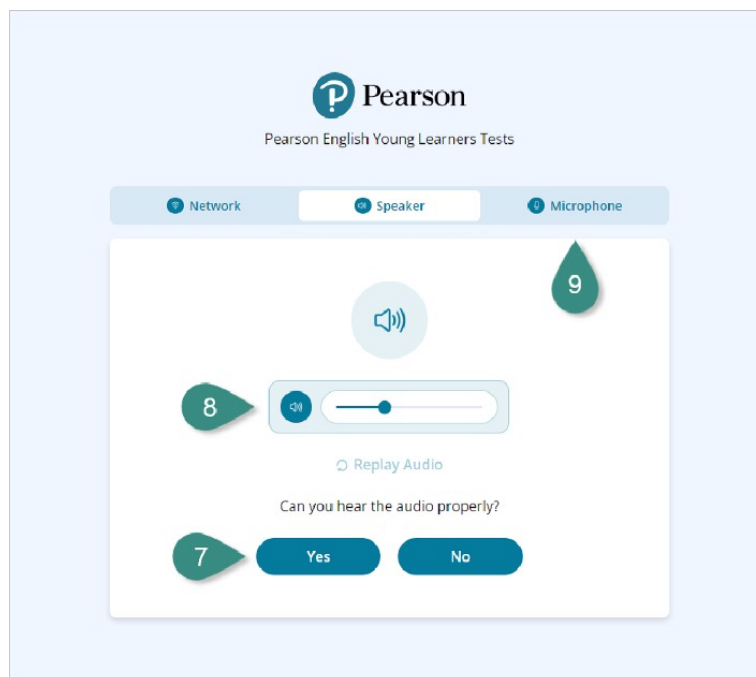 Pearson
Pearson English Young Learners Tests
Network Speaker Microphone
9
8
Replay Audio
Can you hear the audio properly?
7 Yes No